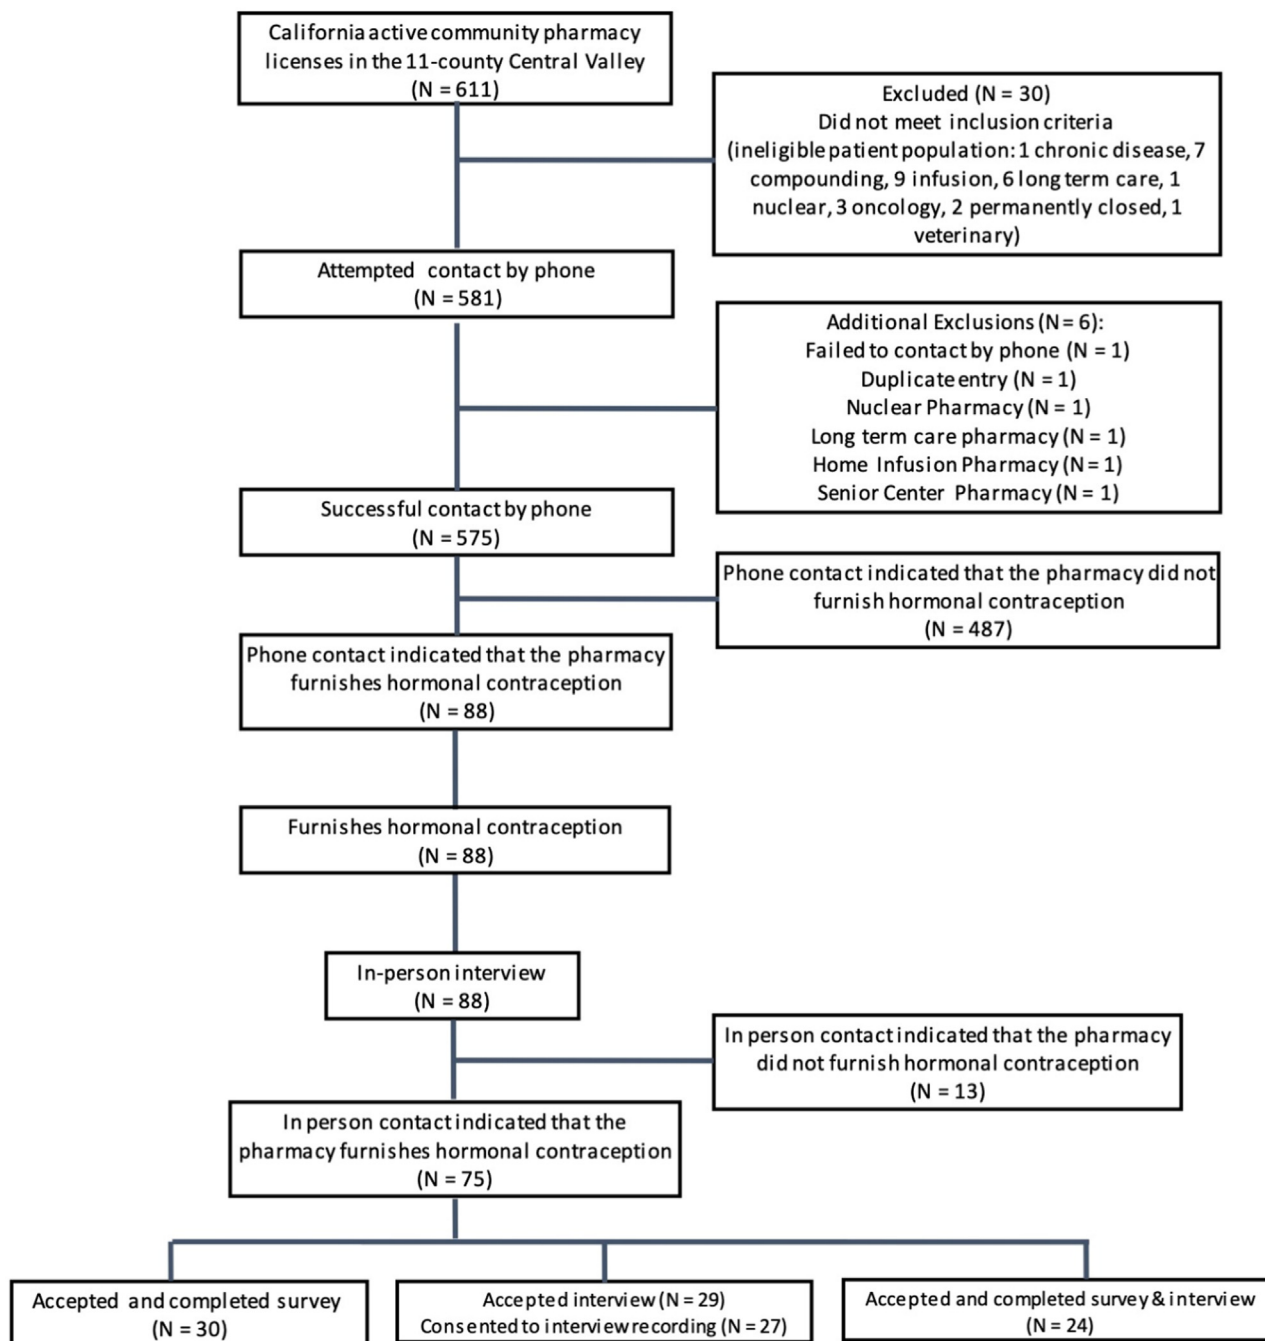 California active community pharmacy
licenses in the 11-county Central Valley
(N = 611)
Excluded (N = 30)
Did not meet inclusion criteria
(ineligible patient population: 1 chronic disease, 7
compounding, 9 infusion, 6 long term care, 1
nuclear, 3 oncology, 2 permanently closed, 1
veterinary)
Attempted contact by phone
(N = 581)
Additional Exclusions (N = 6):
Failed to contact by phone (N = 1)
Duplicate entry (N = 1)
Nuclear Pharmacy (N = 1)
Long term care pharmacy (N = 1)
Home Infusion Pharmacy (N = 1)
Senior Center Pharmacy (N = 1)
Successful contact by phone
(N = 575)
Phone contact indicated that the pharmacy did not
furnish hormonal contraception
(N = 487)
Phone contact indicated that the pharmacy
furnishes hormonal contraception
(N = 88)
Furnishes hormonal contraception
(N = 88)
In-person interview
(N = 88)
In person contact indicated that the pharmacy
did not furnish hormonal contraception
(N = 13)
In person contact indicated that the
pharmacy furnishes hormonal contraception
(N = 75)
Accepted and completed survey
(N = 30)
Accepted interview (N = 29)
Consented to interview recording (N = 27)
Accepted and completed survey & interview
(N = 24)